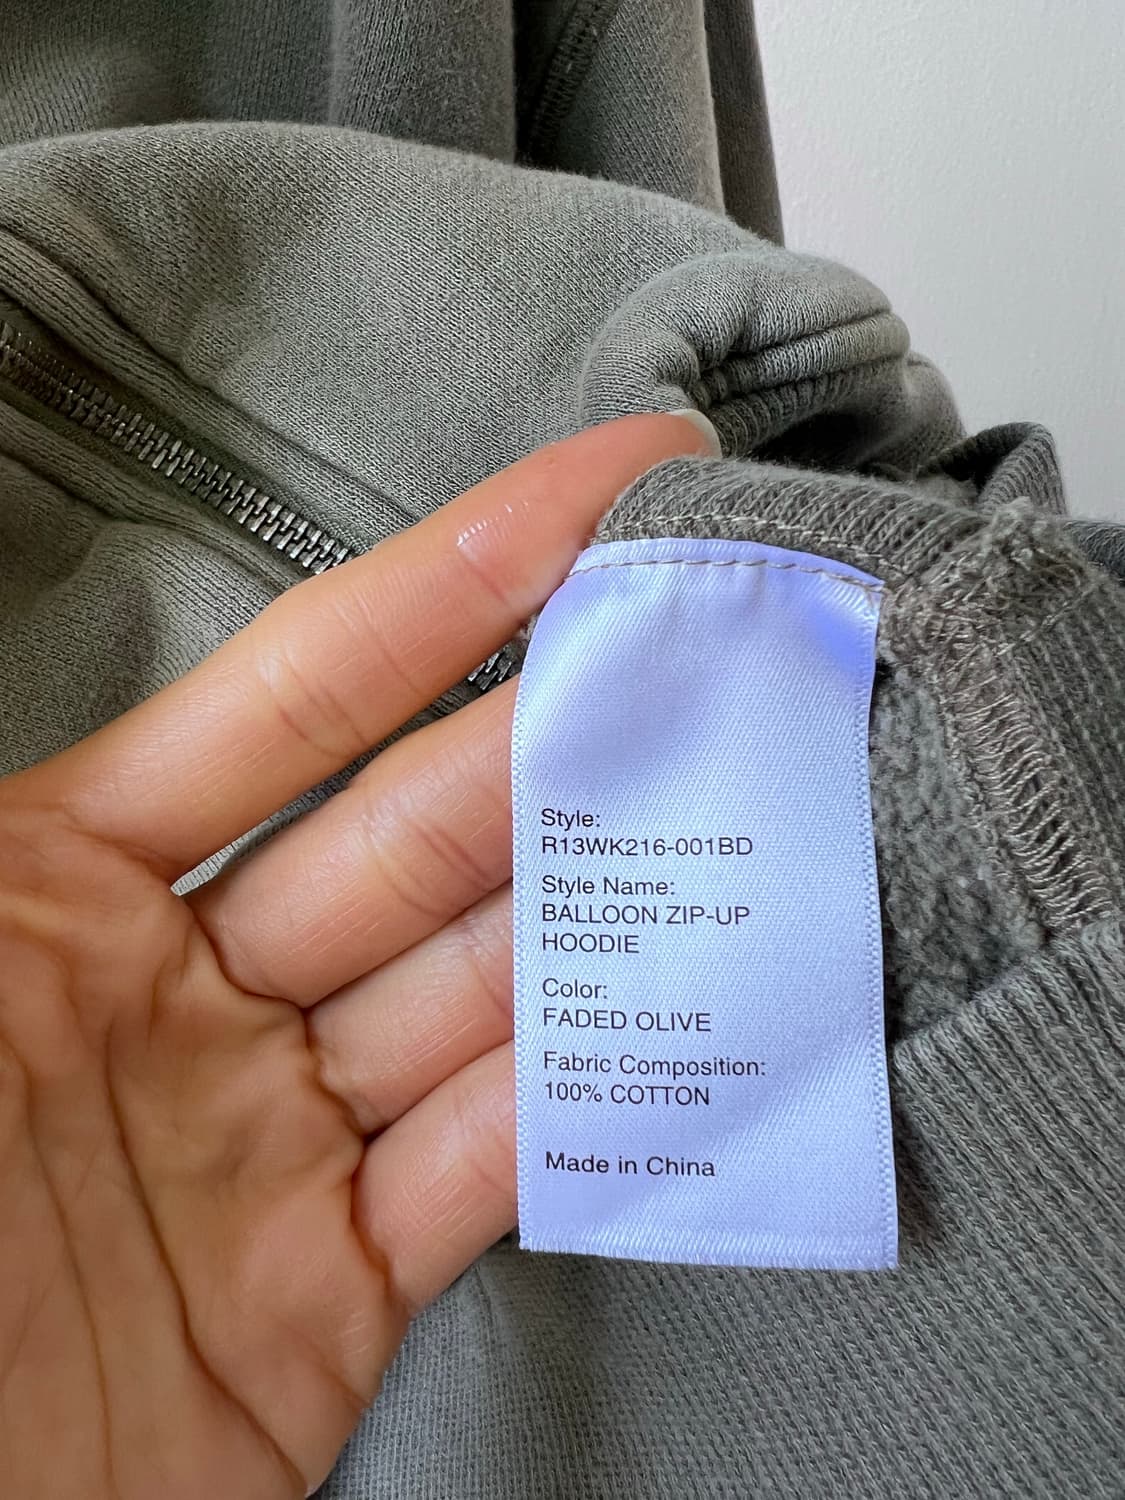 Style:
R13WK216-001BD
Style Name:
BALLOON ZIP-UP
HOODIE
Color:
FADED OLIVE
Fabric Composition:
100% COTTON
Made in China